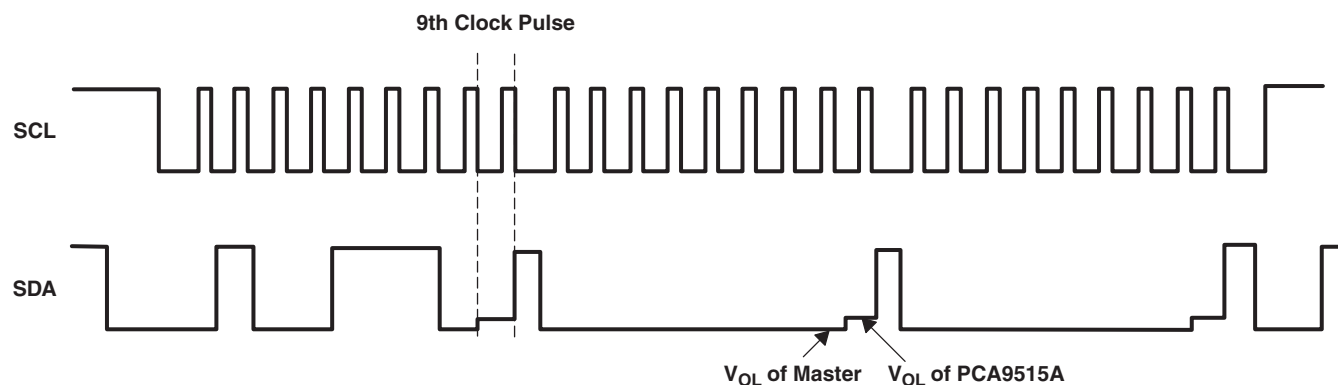 9th Clock Pulse
SCL
SDA
VOL of Master
VOL of PCA9515A